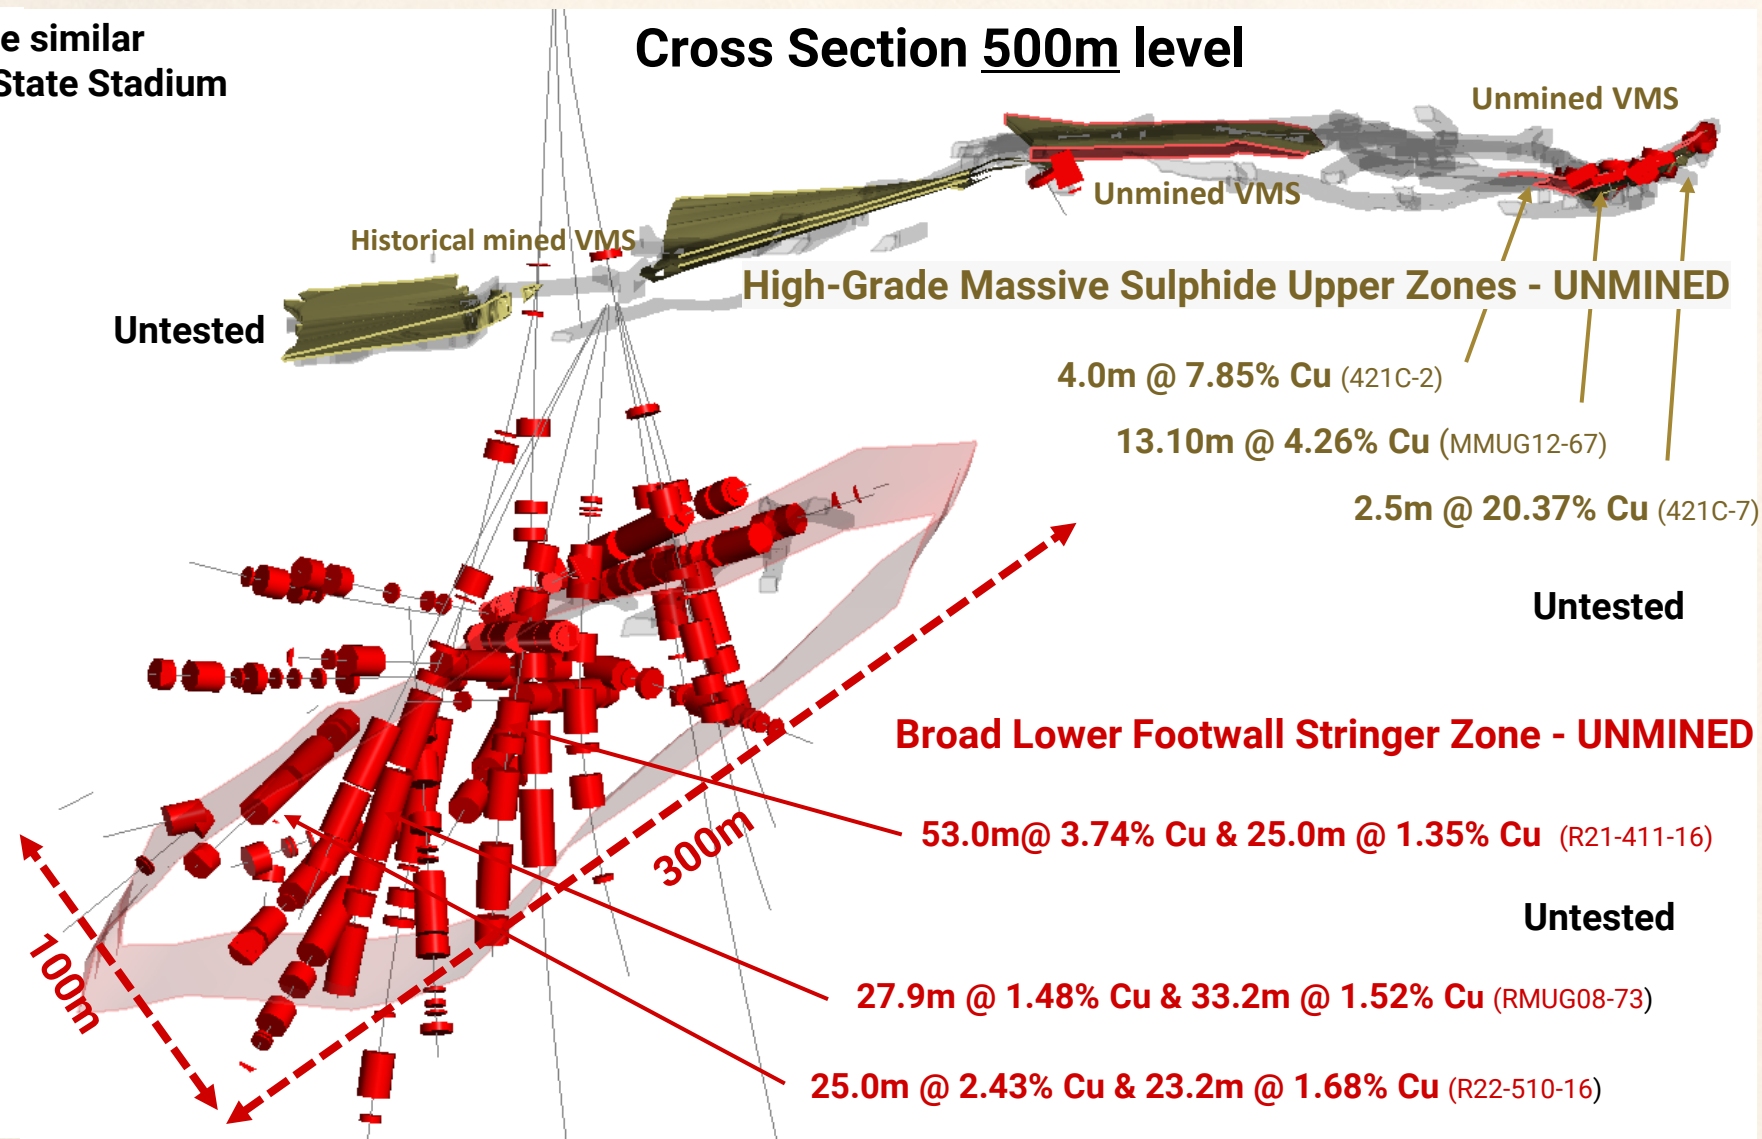 e similar
State Stadium
Cross Section 500m level
Unmined VMS
Unmined VMS
Historical mined VMS
High-Grade Massive Sulphide Upper Zones - UNMINED
Untested
4.0m @ 7.85% Cu (421C-2)
13.10m @ 4.26% Cu (MMUG12-67)
2.5m @ 20.37% Cu (421C-7)
Untested
Broad Lower Footwall Stringer Zone - UNMINED
53.0m@ 3.74% Cu & 25.0m @ 1.35% Cu (R21-411-16)
300m
Untested
100m
27.9m @ 1.48% Cu & 33.2m @ 1.52% Cu (RMUG08-73)
25.0m @ 2.43% Cu & 23.2m @ 1.68% Cu (R22-510-16)